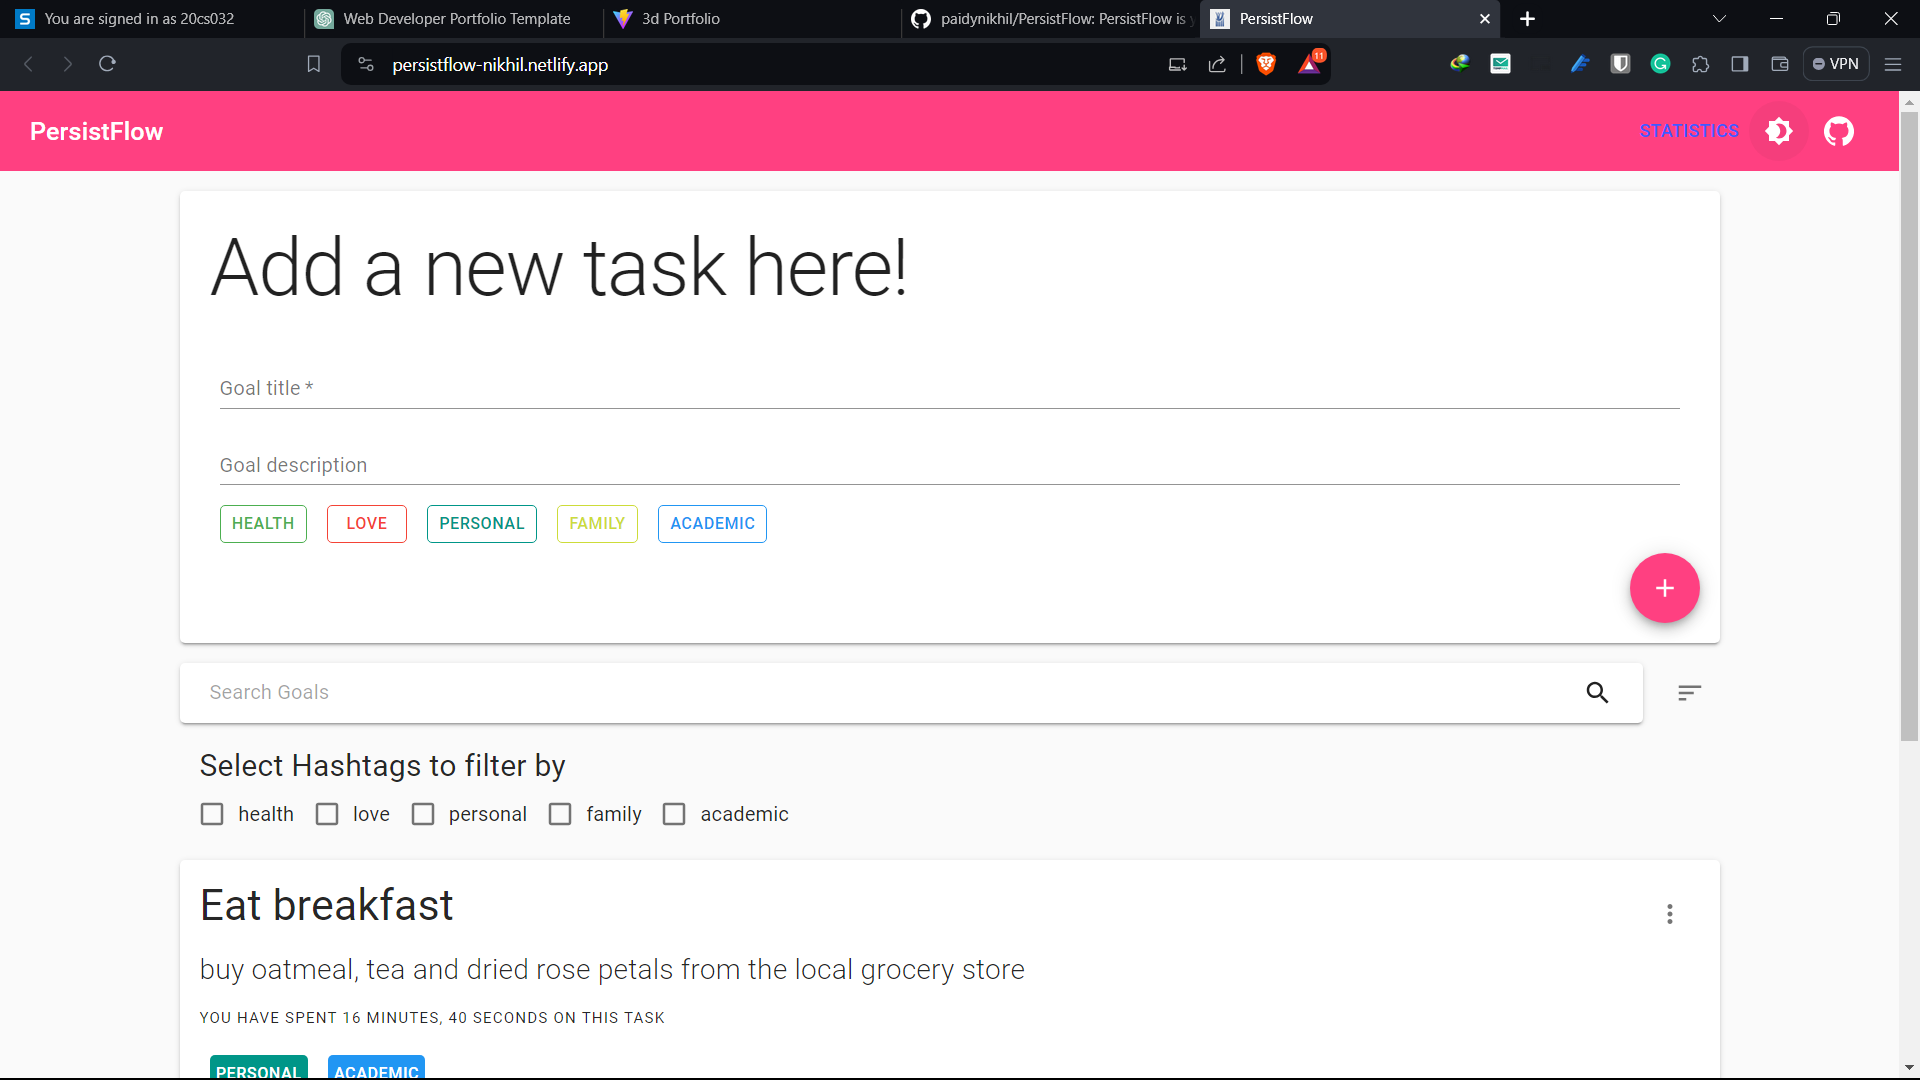 You are signed in as 20cs032
Web Developer Portfolio Template
3d Portfolio
paidynikhil/PersistFlow: PersistFlow is
PersistFlow
persistflow-nikhil.netlify.app
11
VPN
PersistFlow
STATISTICS
Add a new task here!
Goal title *
Goal description
HEALTH LOVE PERSONAL FAMILY ACADEMIC
+
Search Goals
Select Hashtags to filter by
health love personal family academic
Eat breakfast
buy oatmeal, tea and dried rose petals from the local grocery store
YOU HAVE SPENT 16 MINUTES, 40 SECONDS ON THIS TASK
PERSONAL ACADEMIC